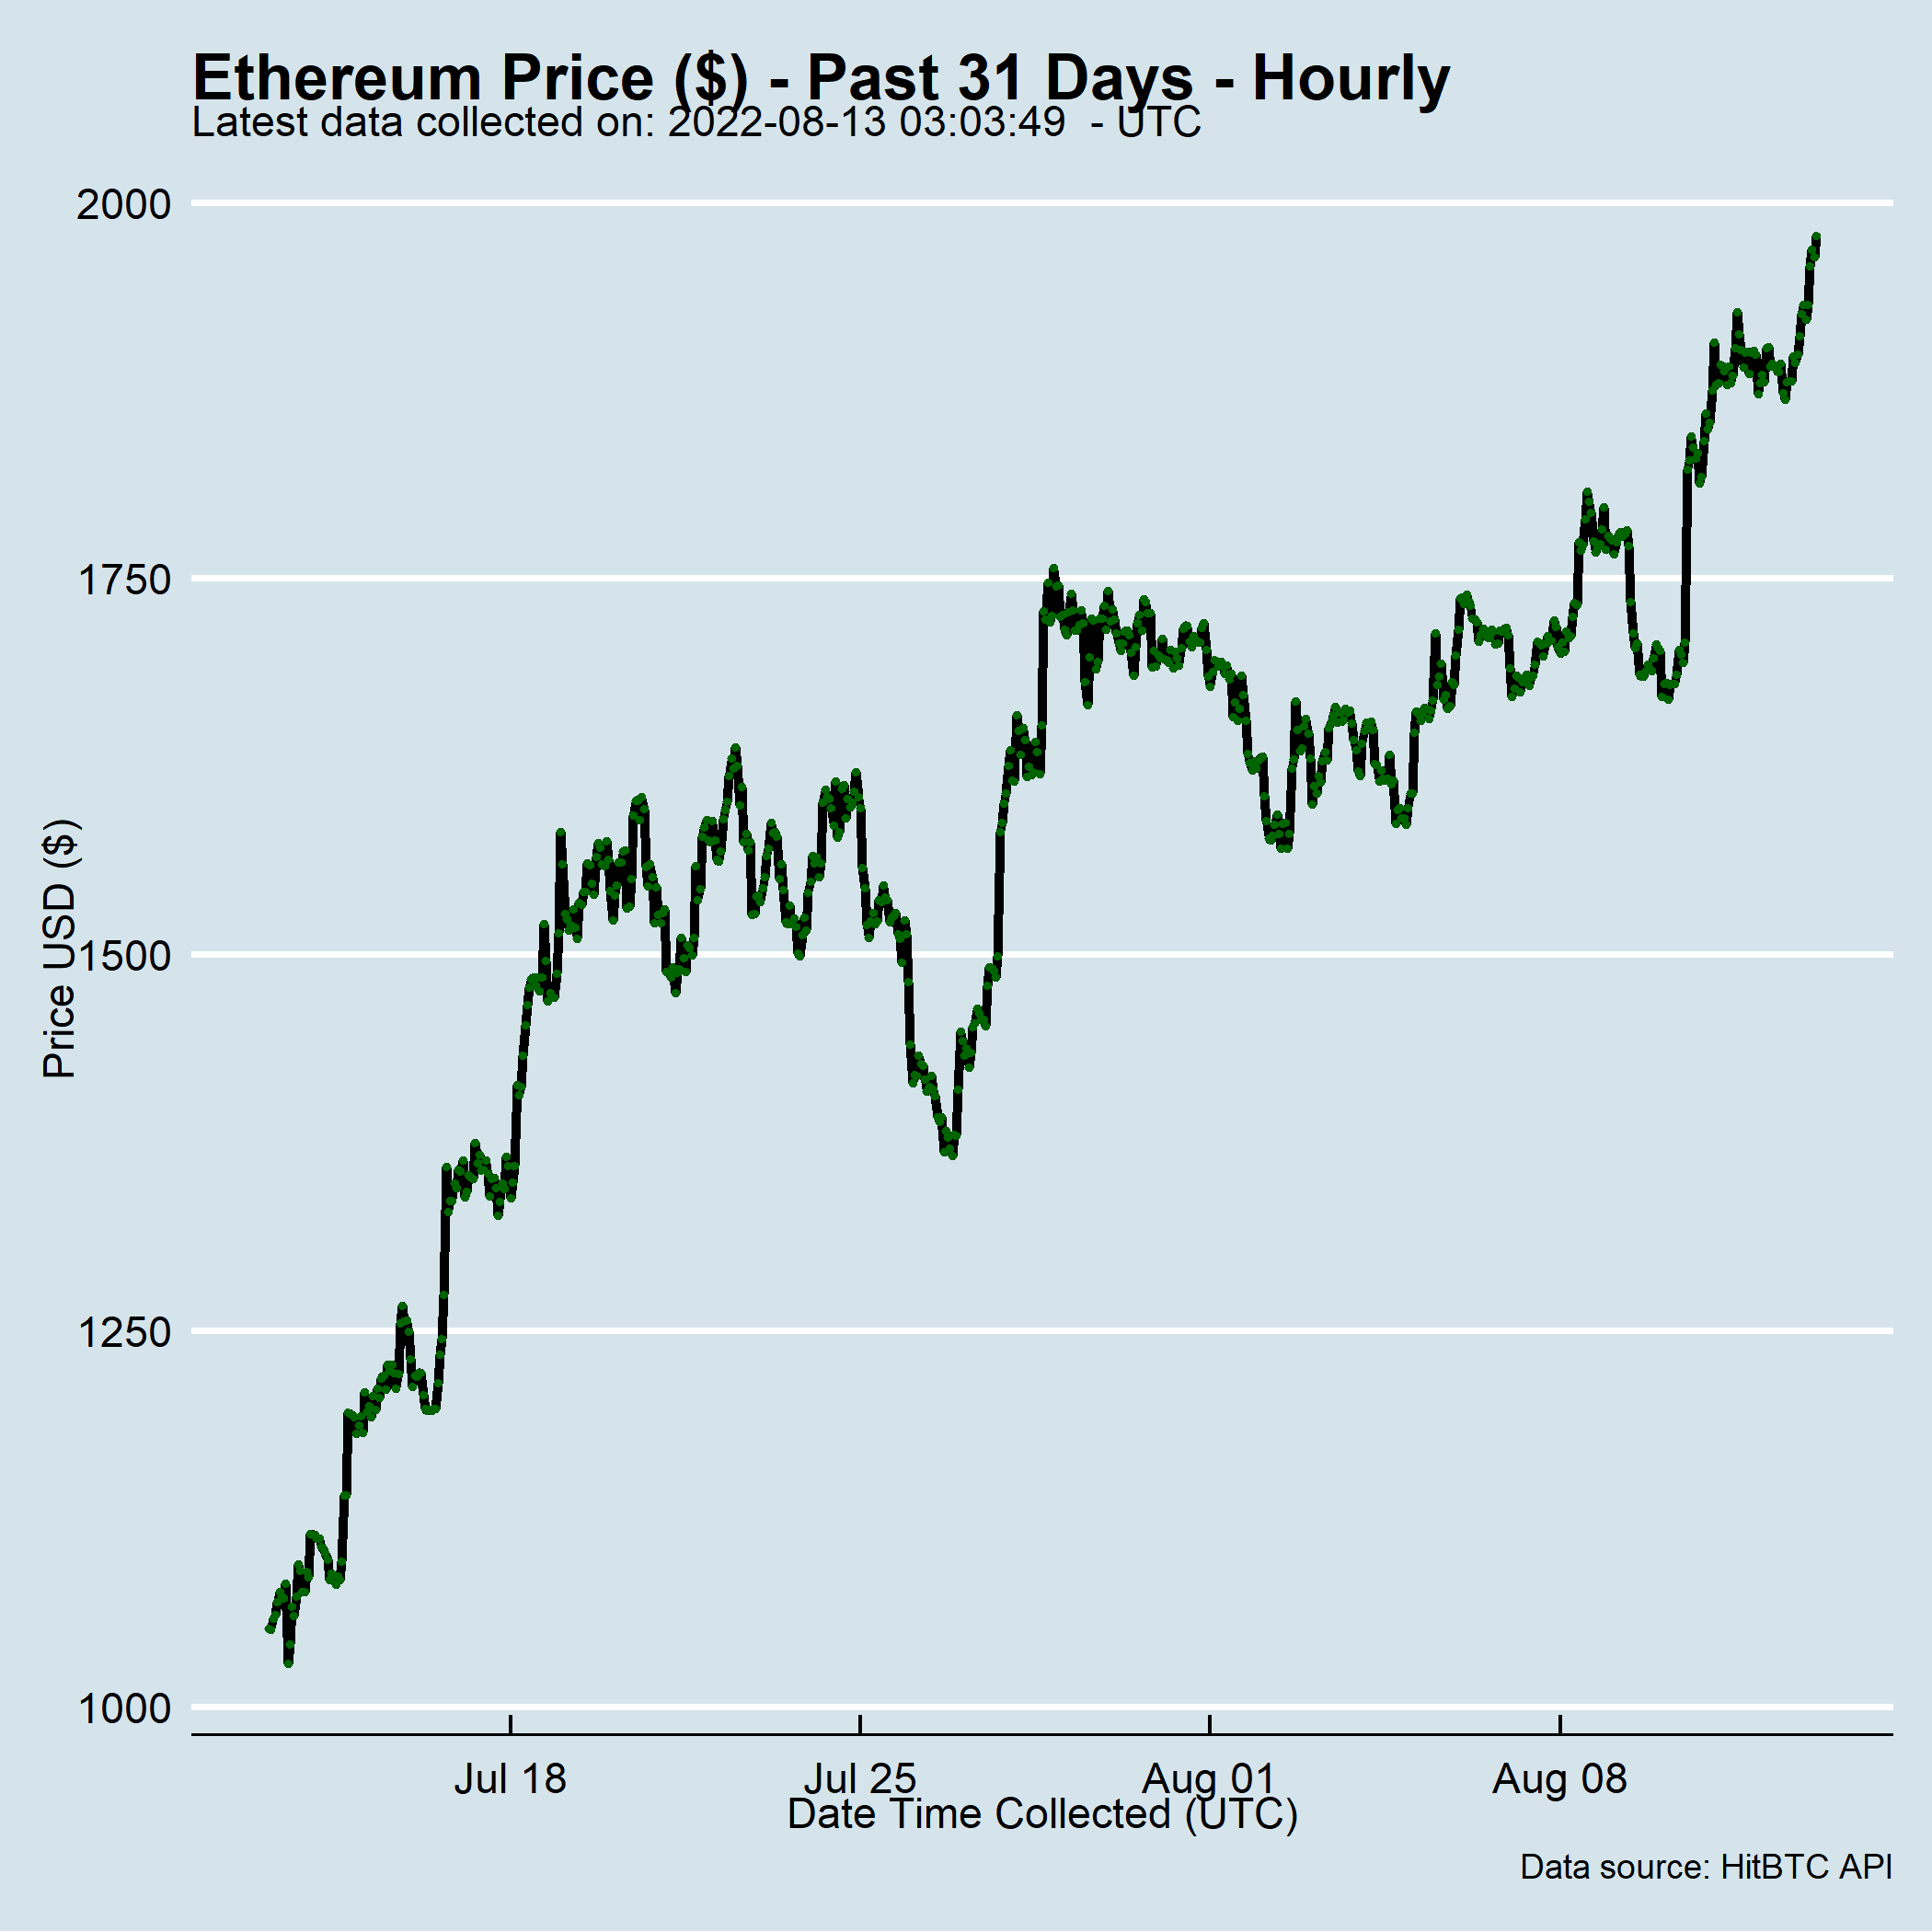 Ethereum Price ($) - Past 31 Days - Hourly
Latest data collected on: 2022-08-13 03:03:49  - UTC
2000
1750
1500
1250
1000
Price USD ($)
Jul 18
Jul 25
Aug 01
Aug 08
Date Time Collected (UTC)
Data source: HitBTC API